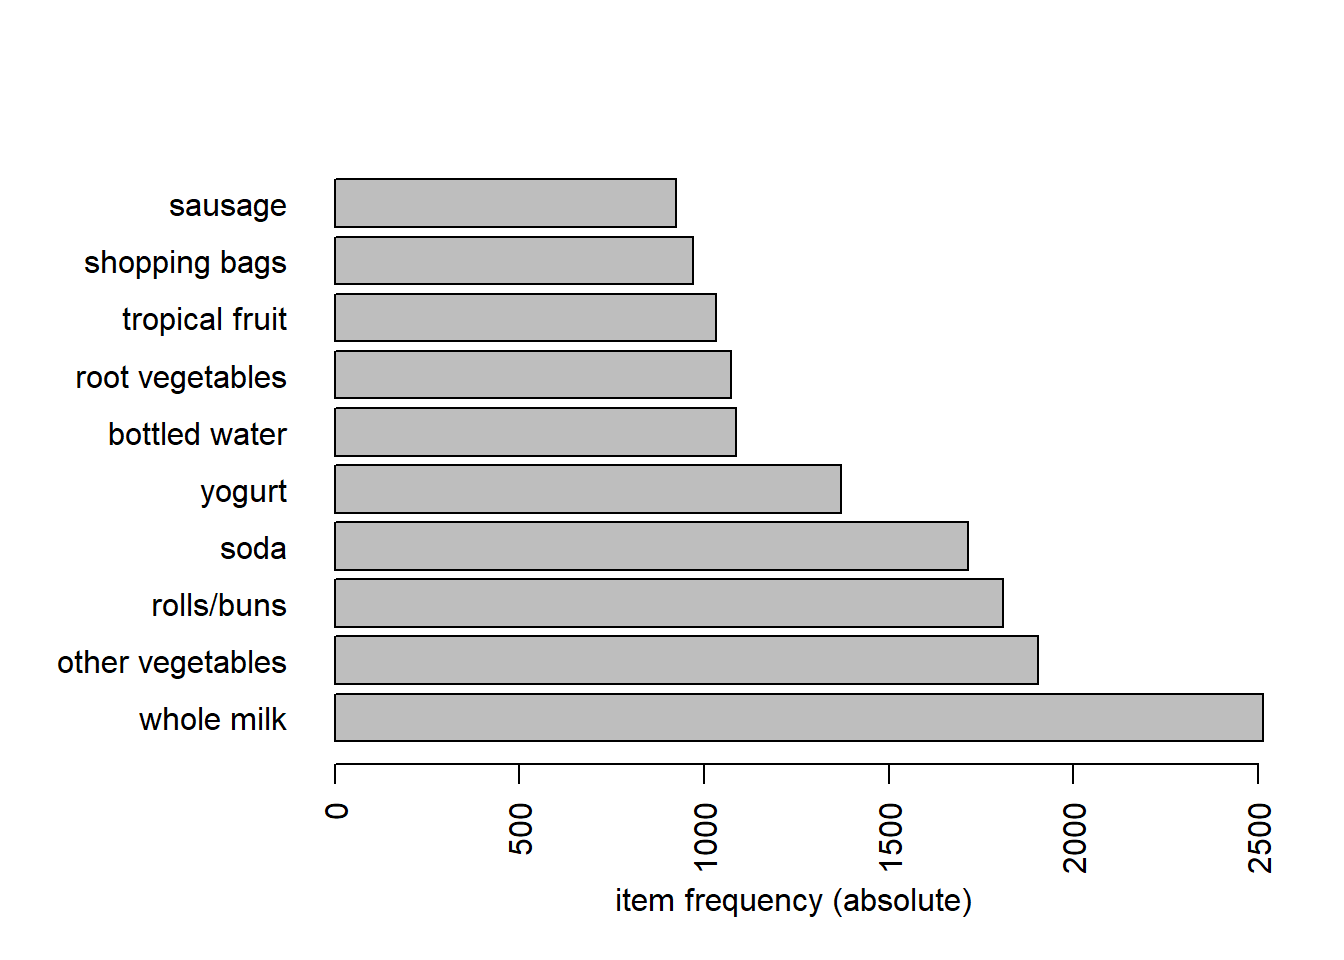 sausage
shopping bags
tropical fruit
root vegetables
bottled water
yogurt
soda
rolls/buns
other vegetables
whole milk
0
500
1000
1500
2000
2500
item frequency (absolute)